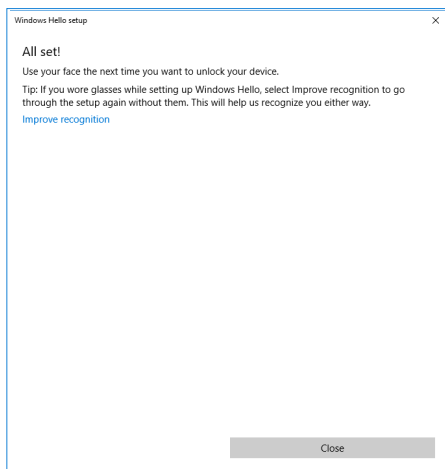 Windows Hello setup
All set!
Use your face the next time you want to unlock your device.
Tip: If you wore glasses while setting up Windows Hello, select Improve recognition to go
through the setup again without them. This will help us recognize you either way.
Improve recognition
Close